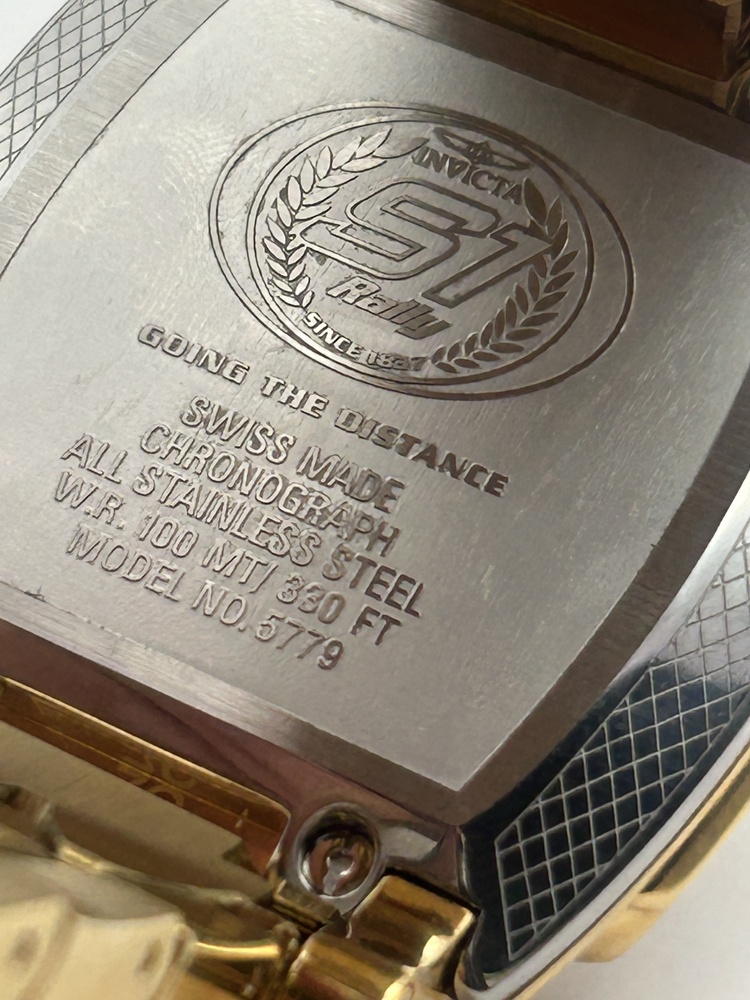 INVICTA
S1
Rally
SINCE 1837
GOING THE DISTANCE
SWISS MADE
CHRONOGRAPH
ALL STAINLESS STEEL
W.R. 100 MT/ 330 FT
MODEL NO. 5779